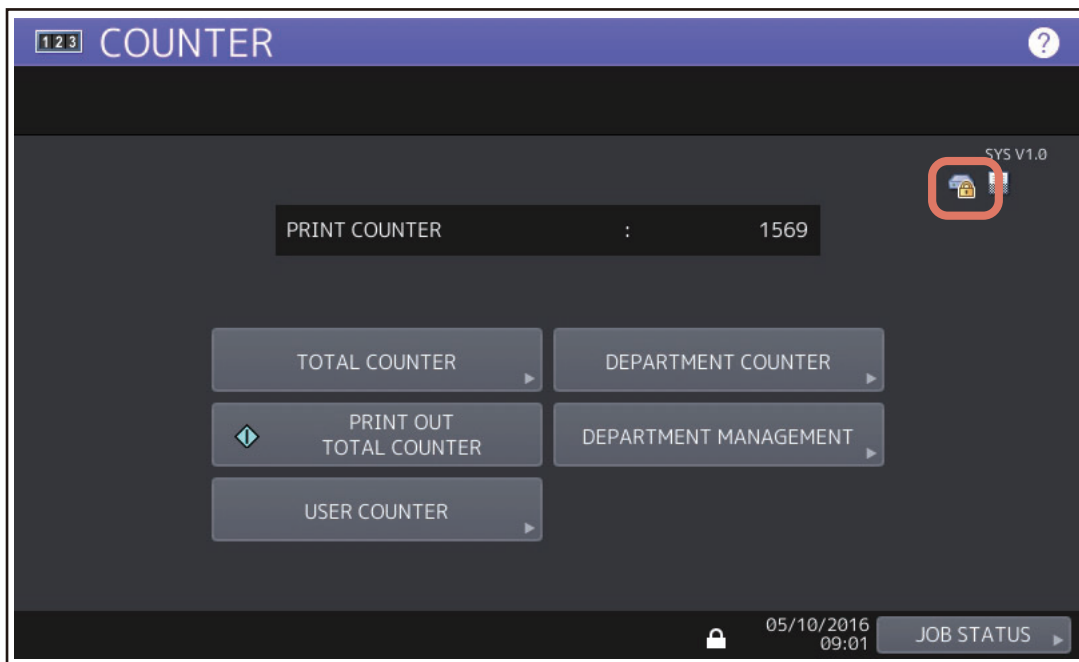 123 COUNTER ?
SYS V1.0
PRINT COUNTER : 1569
TOTAL COUNTER
DEPARTMENT COUNTER
PRINT OUT
TOTAL COUNTER
DEPARTMENT MANAGEMENT
USER COUNTER
05/10/2016
09:01
JOB STATUS